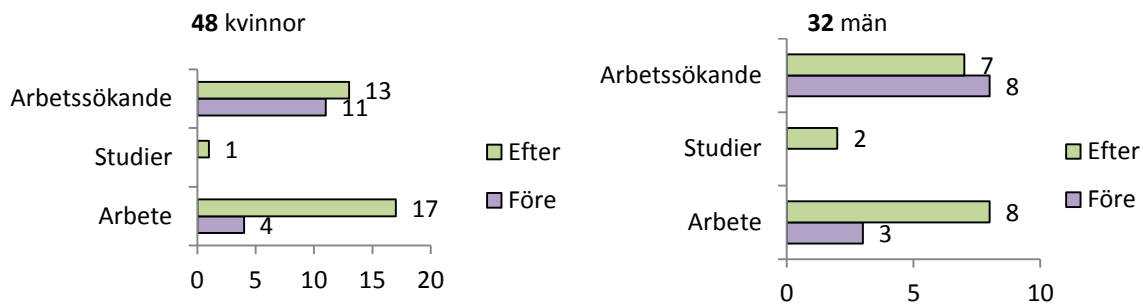 48 kvinnor
Arbetssökande
13
11
Studier
1
Arbete
17
4
0 5 10 15 20
Efter
Före
32 män
Arbetssökande
7
8
Studier
2
Arbete
8
3
0 5 10
Efter
Före